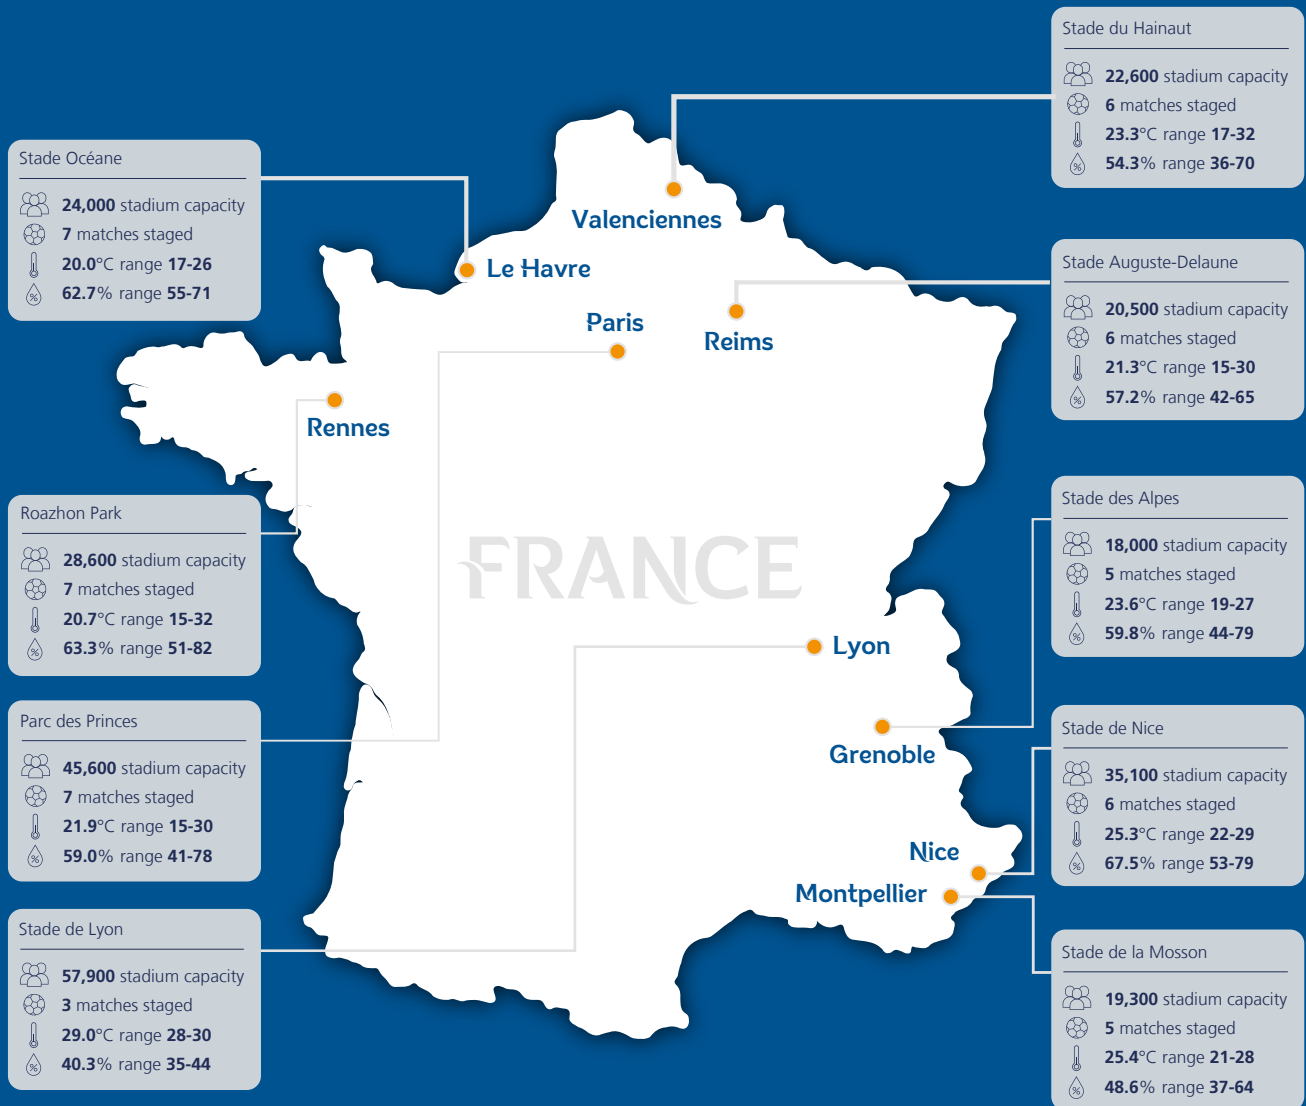 Stade Océane
24,000 stadium capacity
7 matches staged
20.0°C range 17-26
62.7% range 55-71
Roazhon Park
28,600 stadium capacity
7 matches staged
20.7°C range 15-32
63.3% range 51-82
Parc des Princes
45,600 stadium capacity
7 matches staged
21.9°C range 15-30
59.0% range 41-78
Stade de Lyon
57,900 stadium capacity
3 matches staged
29.0°C range 28-30
40.3% range 35-44
Valenciennes
Le Havre
Paris
Reims
Rennes
FRANCE
Lyon
Grenoble
Nice
Montpellier
Stade du Hainaut
22,600 stadium capacity
6 matches staged
23.3°C range 17-32
54.3% range 36-70
Stade Auguste-Delaune
20,500 stadium capacity
6 matches staged
21.3°C range 15-30
57.2% range 42-65
Stade des Alpes
18,000 stadium capacity
5 matches staged
23.6°C range 19-27
59.8% range 44-79
Stade de Nice
35,100 stadium capacity
6 matches staged
25.3°C range 22-29
67.5% range 53-79
Stade de la Mosson
19,300 stadium capacity
5 matches staged
25.4°C range 21-28
48.6% range 37-64